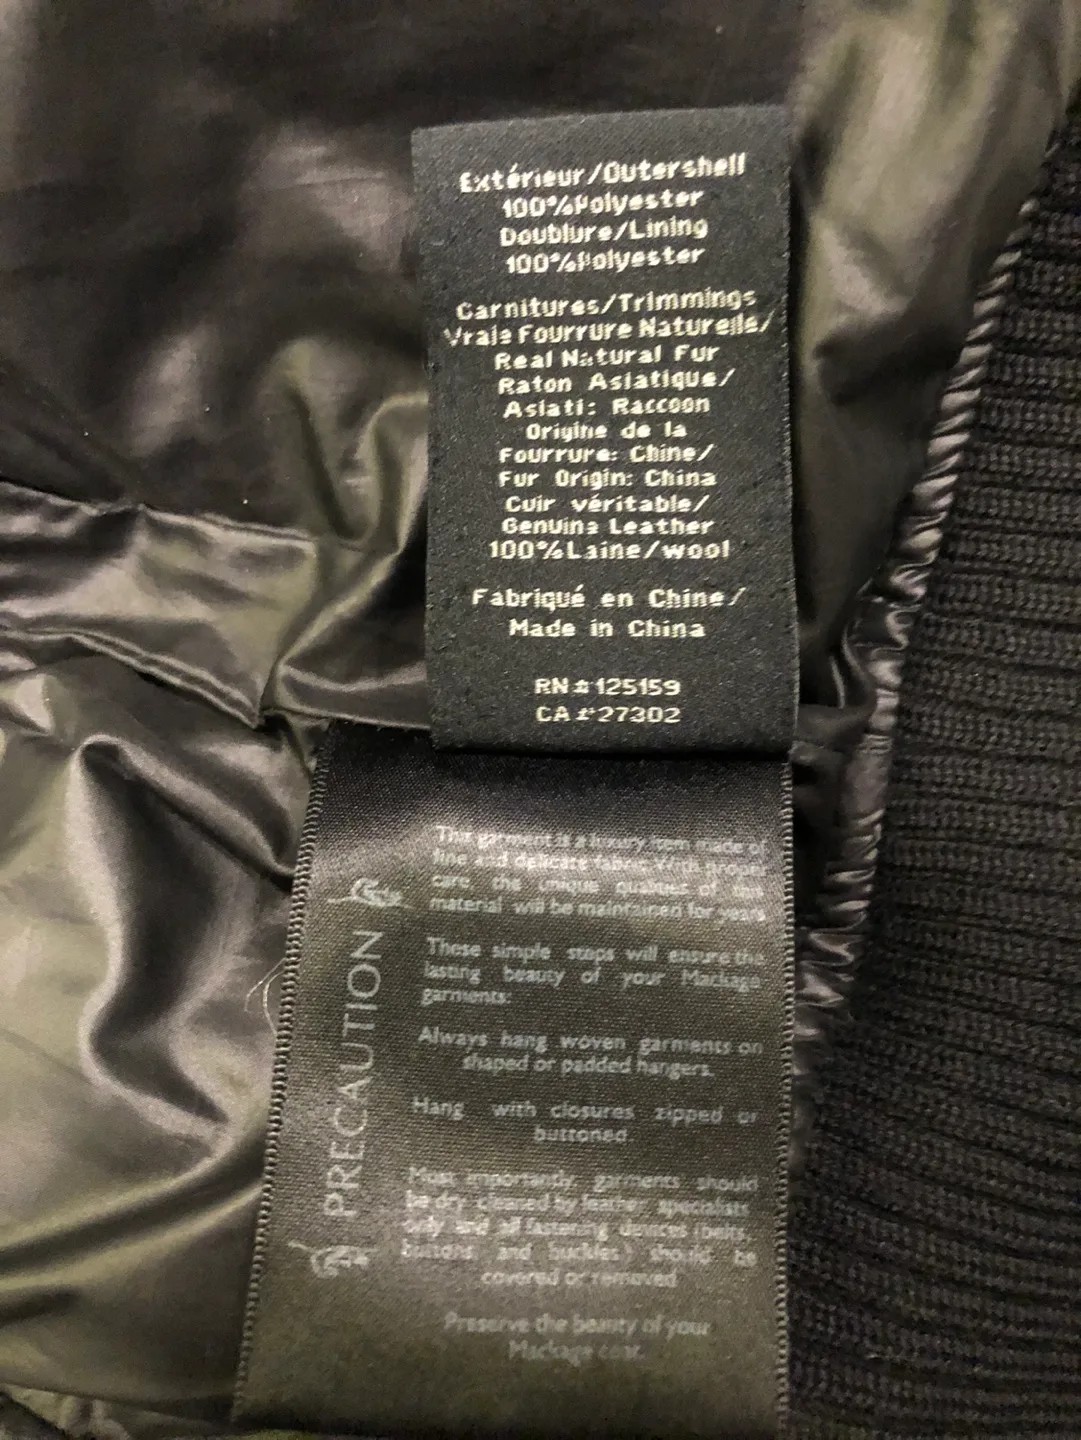 Extérieur/Outershell
100%Polyester
Doublure/Lining
100%Polyester
Garnitures/Trimmings
Vraie Fourrure Naturelle/
Real Natural Fur
Raton Asiatique/
Asiati: Raccoon
Origine de la
Fourrure: Chine/
Fur Origin: China
Cuir véritable/
Genuine Leather
100%Laine/wool
Fabriqué en Chine/
Made in China
RN#125159
CA#27302
PRECAUTION
This garment is a luxury item made of
fine and delicate fabric. With proper
care, the unique qualities of this
material will be maintained for years
These simple steps will ensure the
lasting beauty of your Mackage
garments:
Always hang woven garments on
shaped or padded hangers.
Hang with closures zipped or
buttoned.
Most importantly, garments should
be dry cleaned by leather specialists
only and all fastening devices (belts,
buttons and buckles) should be
covered or removed
Preserve the beauty of your
Mackage coat.